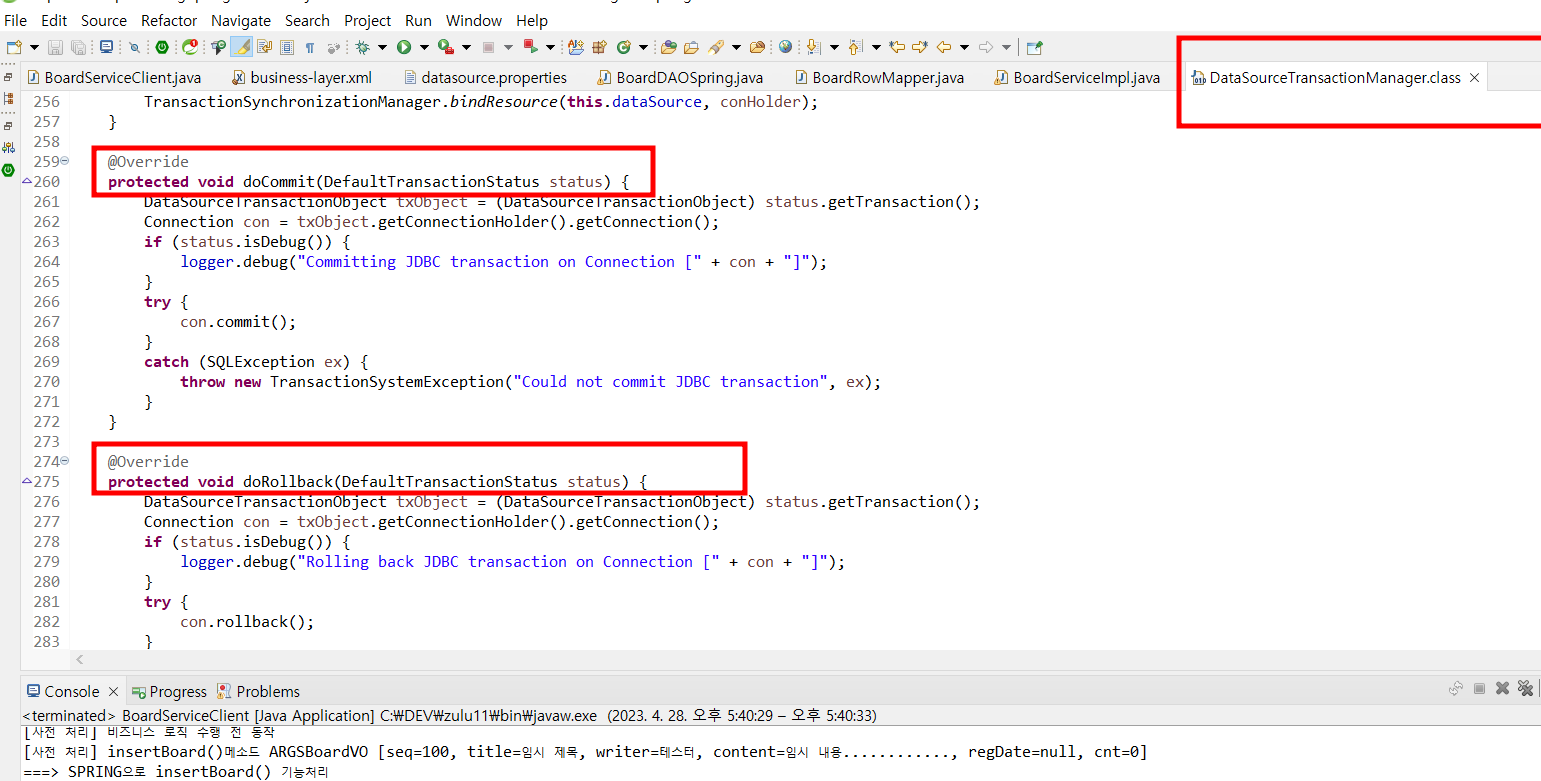 File Edit Source Refactor Navigate Search Project Run Window Help
BoardServiceClient.java business-layer.xml datasource.properties BoardDAOSpring.java BoardRowMapper.java BoardServiceImpl.java DataSourceTransactionManager.class
256 TransactionSynchronizationManager.bindResource(this.dataSource, conHolder);
257 }
258
259 @Override
260 protected void doCommit(DefaultTransactionStatus status) {
261 DataSourceTransactionObject txObject = (DataSourceTransactionObject) status.getTransaction();
262 Connection con = txObject.getConnectionHolder().getConnection();
263 if (status.isDebug()) {
264 logger.debug("Committing JDBC transaction on Connection [" + con + "]");
265 }
266 try {
267 con.commit();
268 }
269 catch (SQLException ex) {
270 throw new TransactionSystemException("Could not commit JDBC transaction", ex);
271 }
272 }
273
274 @Override
275 protected void doRollback(DefaultTransactionStatus status) {
276 DataSourceTransactionObject txObject = (DataSourceTransactionObject) status.getTransaction();
277 Connection con = txObject.getConnectionHolder().getConnection();
278 if (status.isDebug()) {
279 logger.debug("Rolling back JDBC transaction on Connection [" + con + "]");
280 }
281 try {
282 con.rollback();
283 }
Console Progress Problems
<terminated> BoardServiceClient [Java Application] C:₩DEV₩zulu11₩bin₩javaw.exe (2023. 4. 28. 오후 5:40:29 – 오후 5:40:33)
[사전 처리] 비즈니스 로직 수행 전 동작
[사전 처리] insertBoard()메소드 ARGSBoardVO [seq=100, title=임시 제목, writer=테스터, content=임시 내용............, regDate=null, cnt=0]
===> SPRING으로 insertBoard() 기능처리